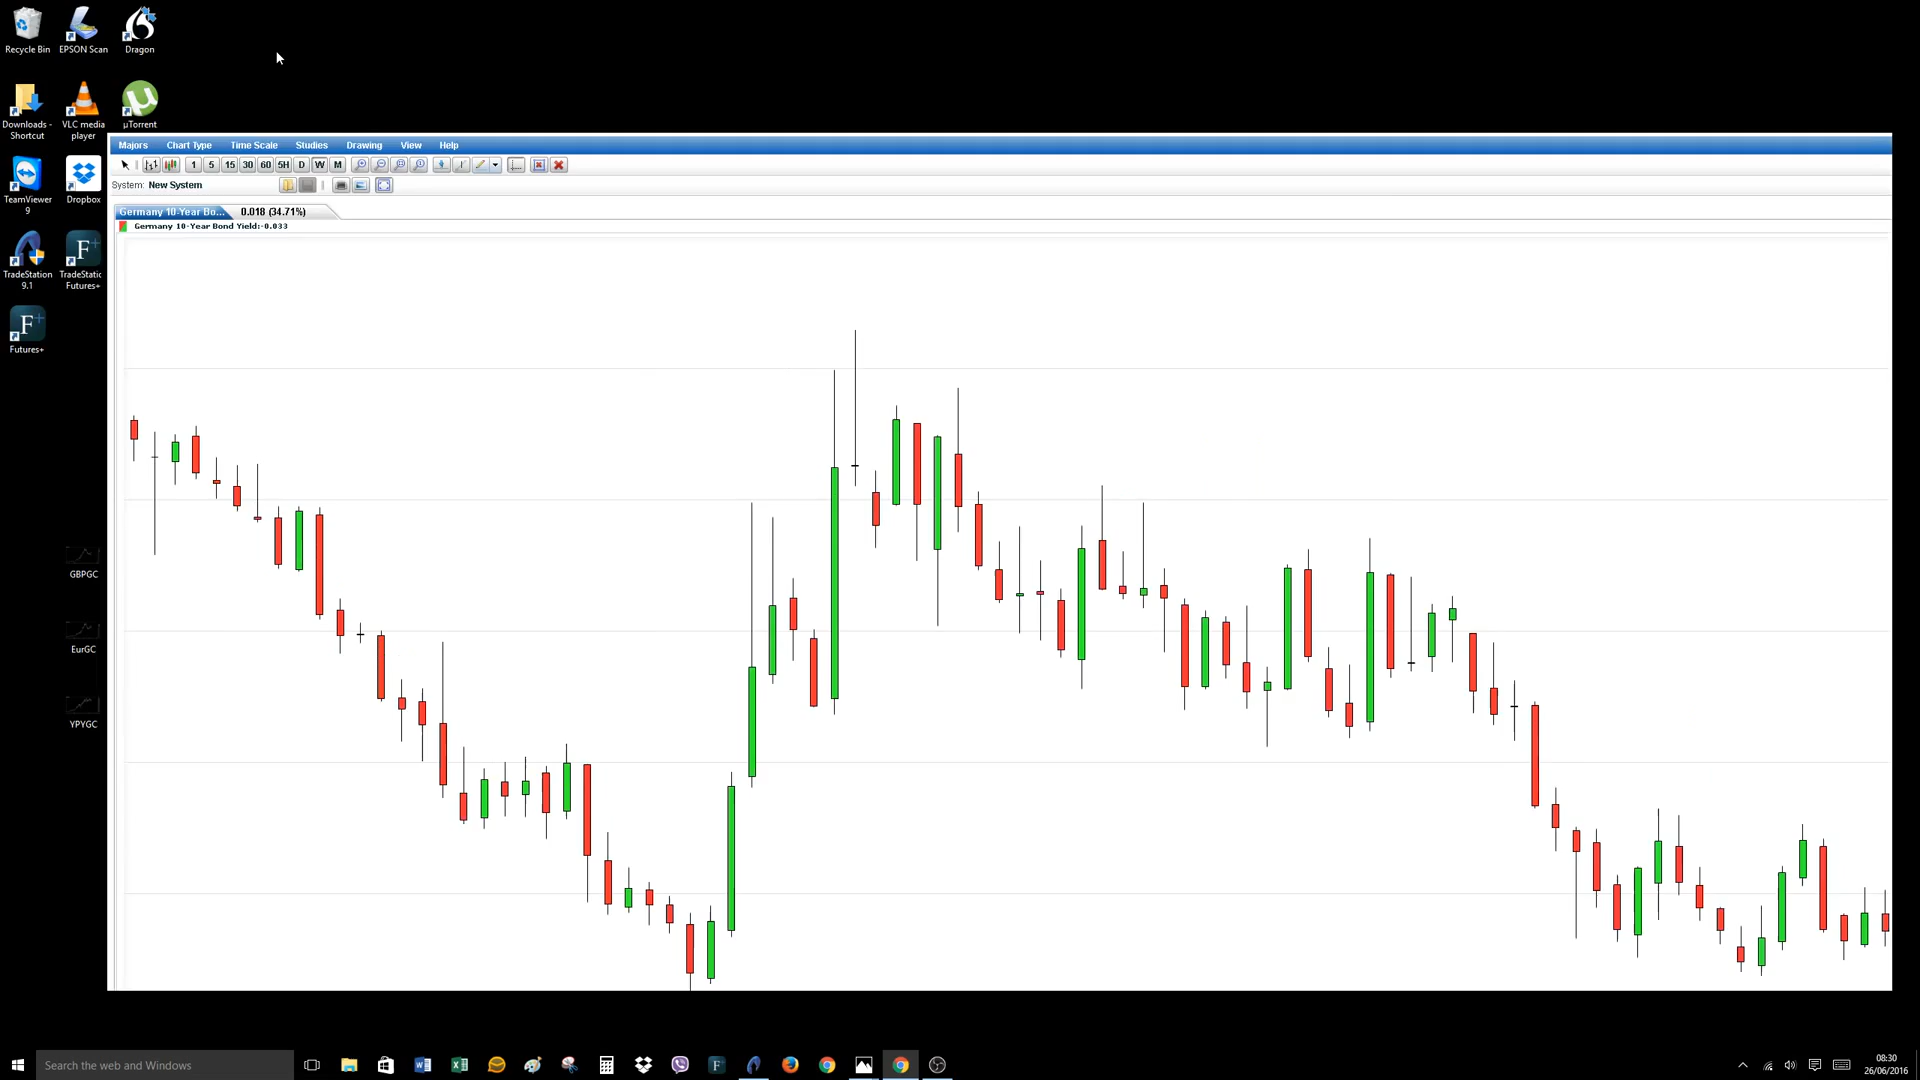 Recycle Bin
EPSON Scan
Dragon
Downloads -
Shortcut
VLC media
player
µTorrent
TeamViewer
9
Dropbox
TradeStation
9.1
TradeStatic
Futures+
Futures+
GBPGC
EurGC
YPYGC
Majors Chart Type Time Scale Studies Drawing View Help
1 5 15 30 60 5H D W M
System: New System
Germany 10-Year Bo... 0.018 (34.71%)
Germany 10-Year Bond Yield:-0.033
Search the web and Windows
08:30
26/06/2016